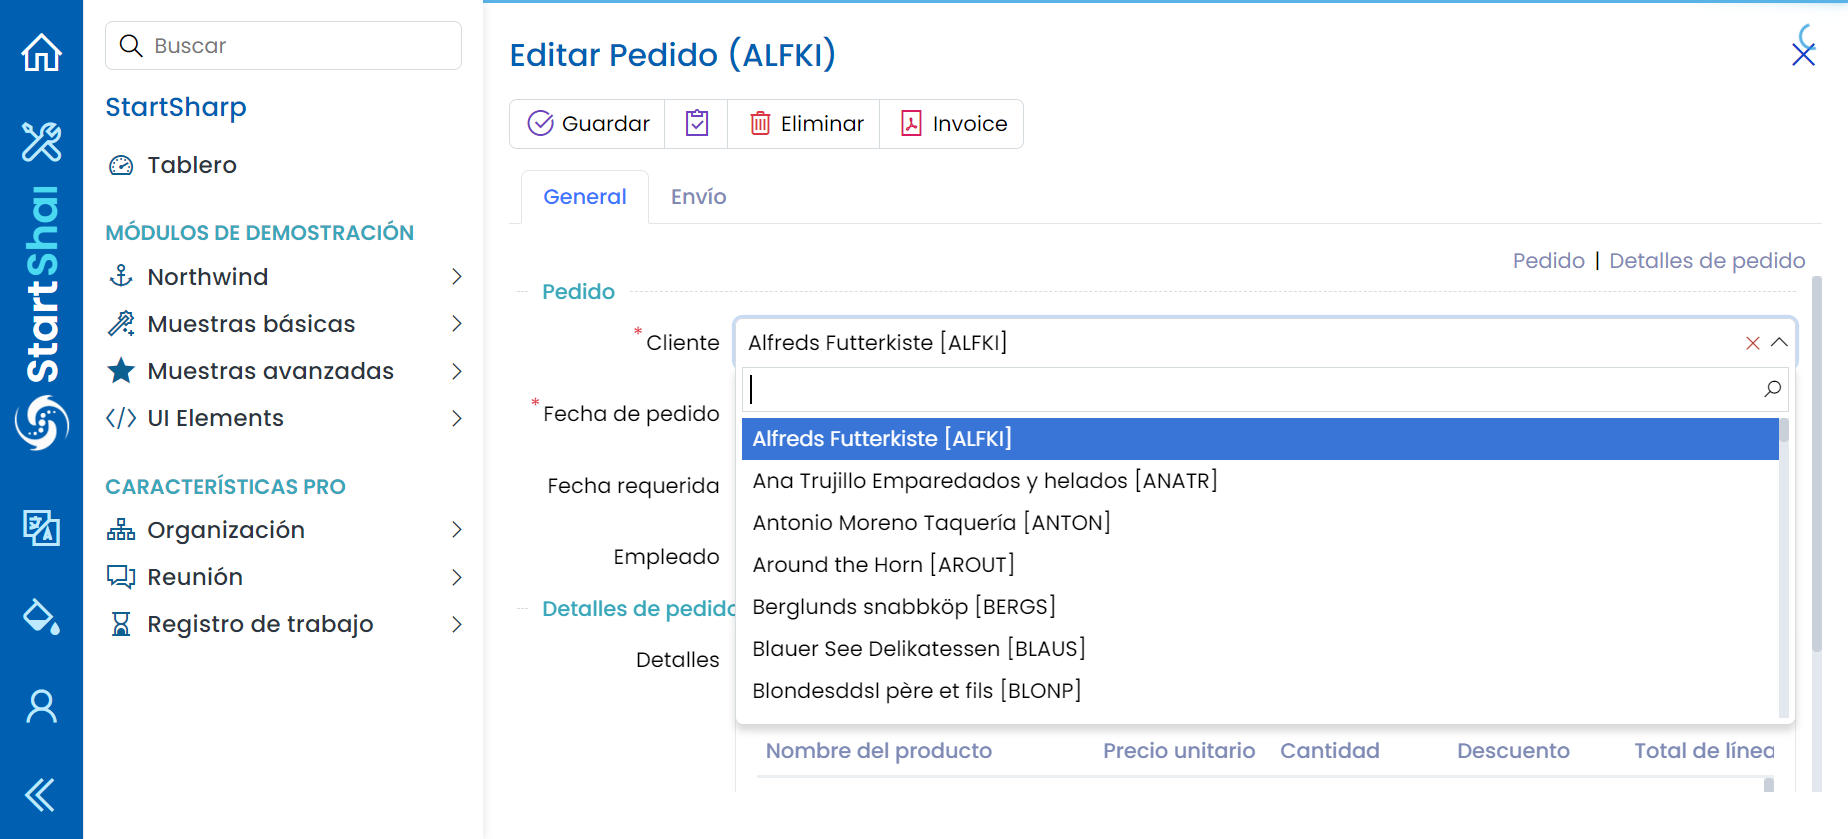 Buscar
StartSharp
Tablero
MÓDULOS DE DEMOSTRACIÓN
Northwind
Muestras básicas
Muestras avanzadas
UI Elements
CARACTERÍSTICAS PRO
Organización
Reunión
Registro de trabajo
Editar Pedido (ALFKI)
Guardar
Eliminar
Invoice
General
Envío
Pedido | Detalles de pedido
Pedido
* Cliente
Alfreds Futterkiste [ALFKI]
* Fecha de pedido
Fecha requerida
Empleado
Detalles de pedido
Detalles
Alfreds Futterkiste [ALFKI]
Ana Trujillo Emparedados y helados [ANATR]
Antonio Moreno Taquería [ANTON]
Around the Horn [AROUT]
Berglunds snabbköp [BERGS]
Blauer See Delikatessen [BLAUS]
Blondesddsl père et fils [BLONP]
Nombre del producto Precio unitario Cantidad Descuento Total de línea